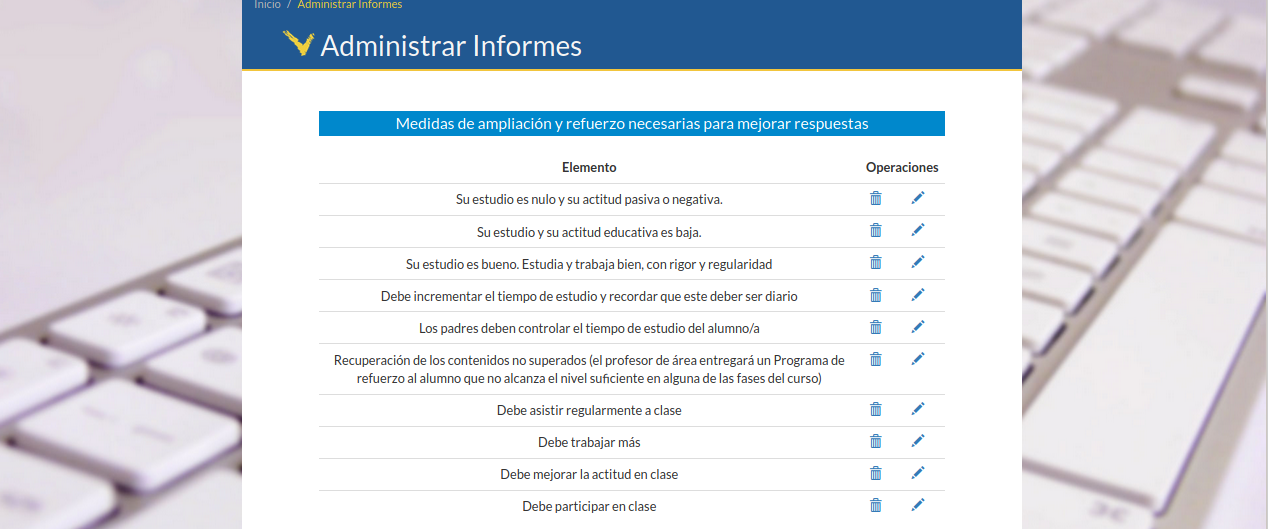 Inicio / Administrar Informes
Administrar Informes
Medidas de ampliación y refuerzo necesarias para mejorar respuestas
Elemento Operaciones
Su estudio es nulo y su actitud pasiva o negativa.
Su estudio y su actitud educativa es baja.
Su estudio es bueno. Estudia y trabaja bien, con rigor y regularidad
Debe incrementar el tiempo de estudio y recordar que este deber ser diario
Los padres deben controlar el tiempo de estudio del alumno/a
Recuperación de los contenidos no superados (el profesor de área entregará un Programa de
refuerzo al alumno que no alcanza el nivel suficiente en alguna de las fases del curso)
Debe asistir regularmente a clase
Debe trabajar más
Debe mejorar la actitud en clase
Debe participar en clase